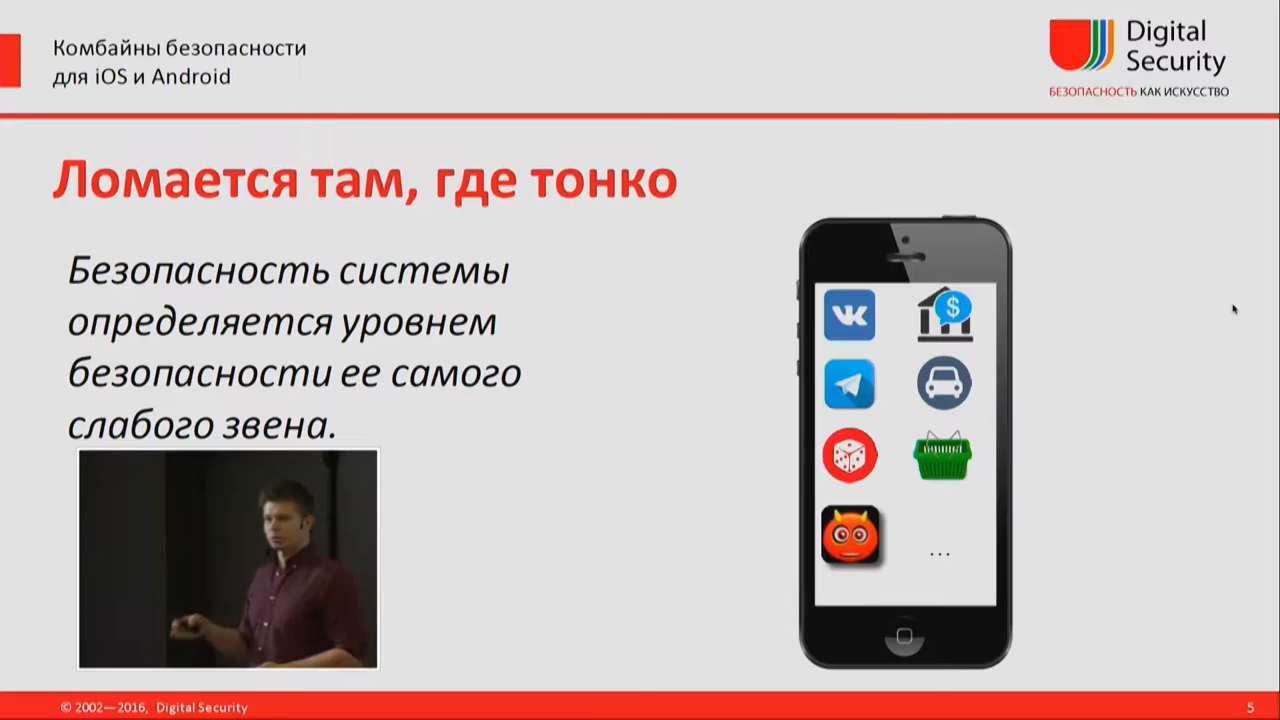 Комбайны безопасности
для iOS и Android
Digital
Security
БЕЗОПАСНОСТЬ КАК ИСКУССТВО
Ломается там, где тонко
Безопасность системы
определяется уровнем
безопасности ее самого
слабого звена.
$
...
© 2002—2016, Digital Security
5